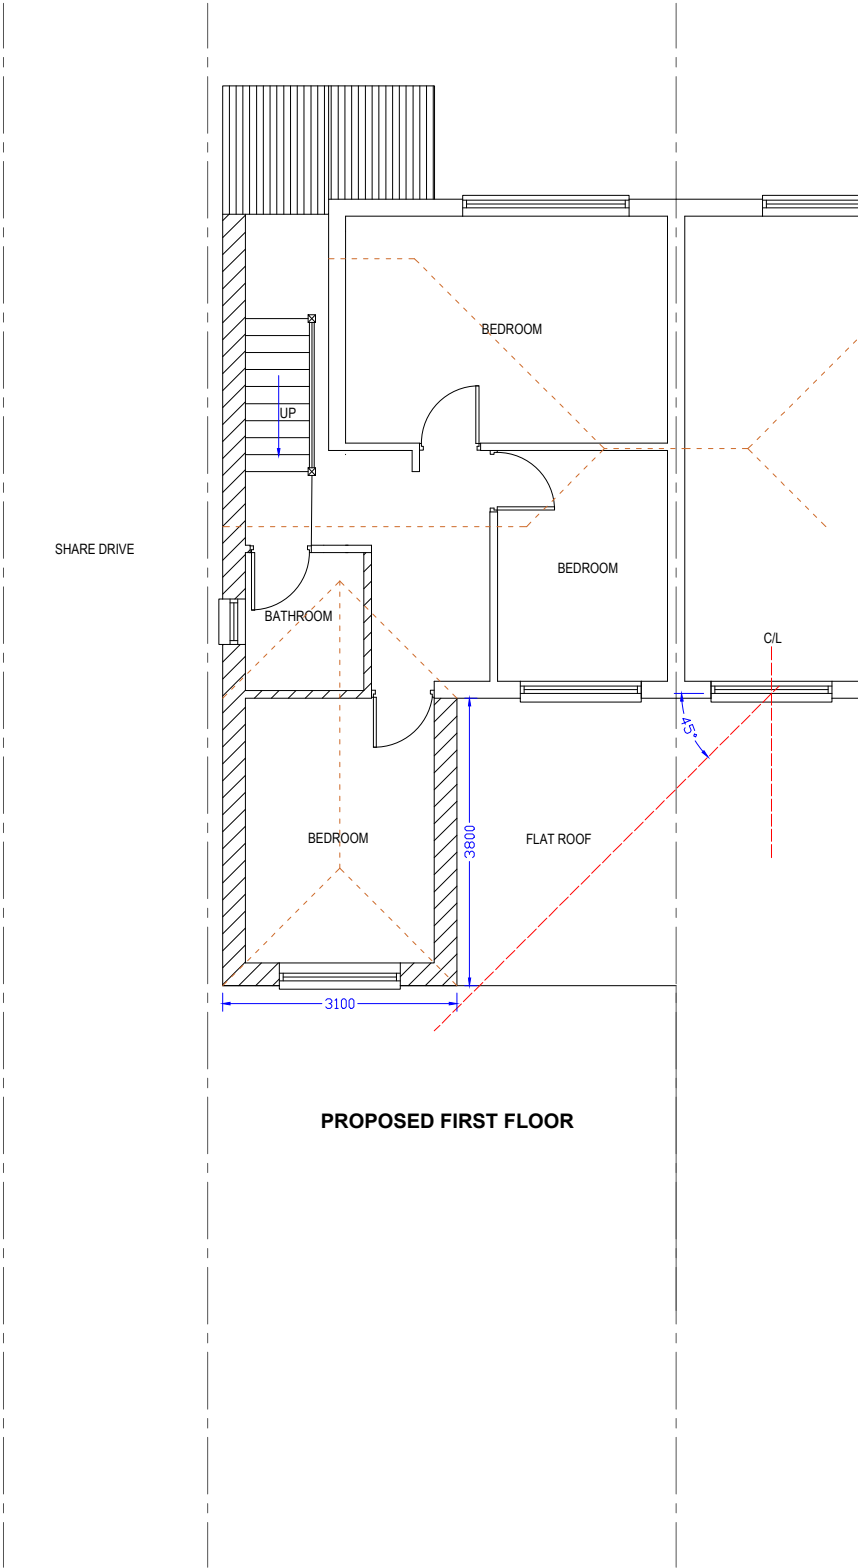 BEDROOM
UP
SHARE DRIVE
BEDROOM
BATHROOM
C/L
45°
BEDROOM
3800
FLAT ROOF
3100
PROPOSED FIRST FLOOR